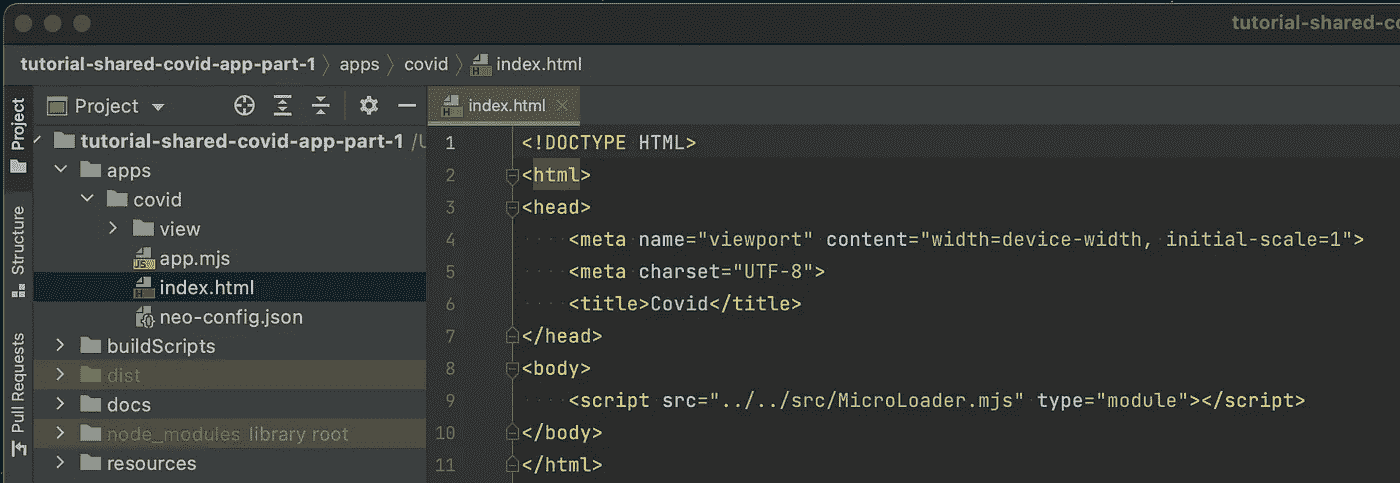 tutorial-shared-co
tutorial-shared-covid-app-part-1 〉 apps 〉 covid 〉 index.html
Project
Project
index.html
tutorial-shared-covid-app-part-1 /U
apps
covid
view
app.mjs
index.html
neo-config.json
buildScripts
dist
docs
node_modules library root
resources
Structure
Pull Requests
1 <!DOCTYPE HTML>
2 <html>
3 <head>
4 <meta name="viewport" content="width=device-width, initial-scale=1">
5 <meta charset="UTF-8">
6 <title>Covid</title>
7 </head>
8 <body>
9 <script src="../../src/MicroLoader.mjs" type="module"></script>
10 </body>
11 </html>